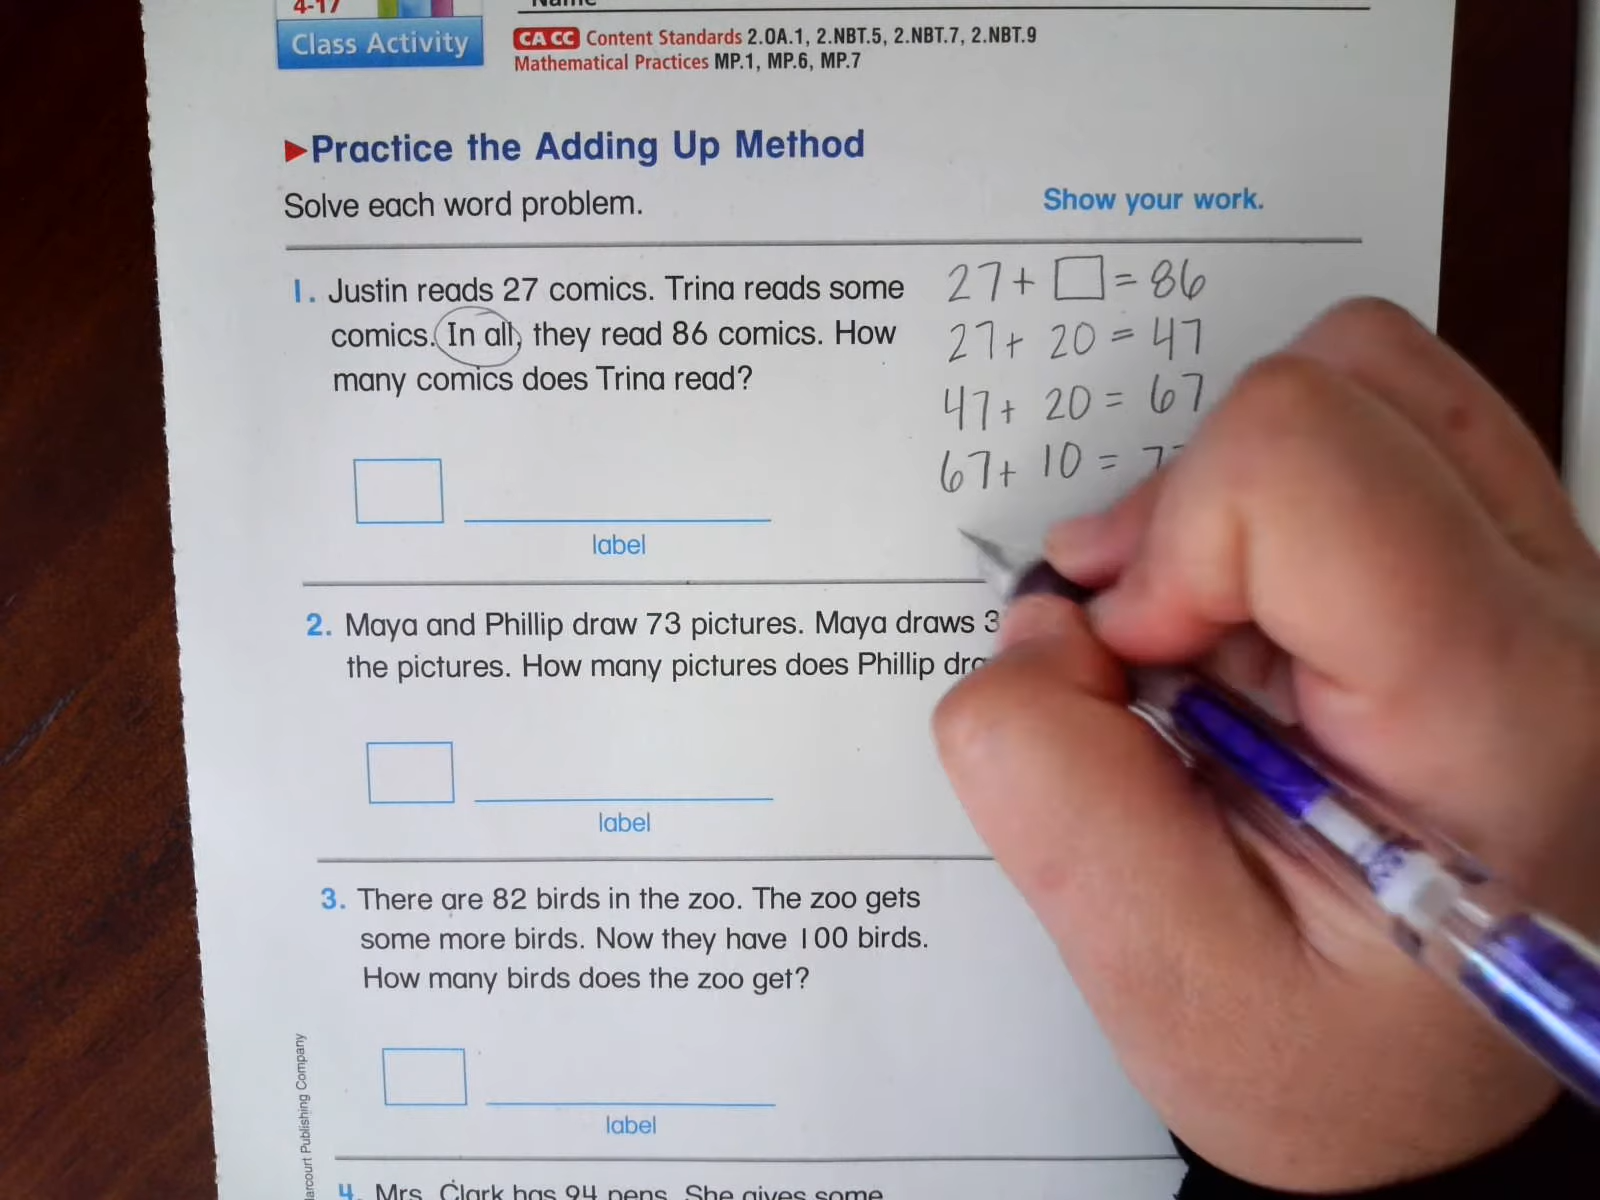 4-17
Class Activity
Name
CA CC Content Standards 2.OA.1, 2.NBT.5, 2.NBT.7, 2.NBT.9
Mathematical Practices MP.1, MP.6, MP.7
Practice the Adding Up Method
Solve each word problem.
Show your work.
1. Justin reads 27 comics. Trina reads some
comics. In all, they read 86 comics. How
many comics does Trina read?
27 + □ = 86
27 + 20 = 47
47 + 20 = 67
67 + 10 =
label
2. Maya and Phillip draw 73 pictures. Maya draws 3
the pictures. How many pictures does Phillip
label
3. There are 82 birds in the zoo. The zoo gets
some more birds. Now they have 100 birds.
How many birds does the zoo get?
label
4. Mrs. Clark has 94 pens. She gives some
Harcourt Publishing Company